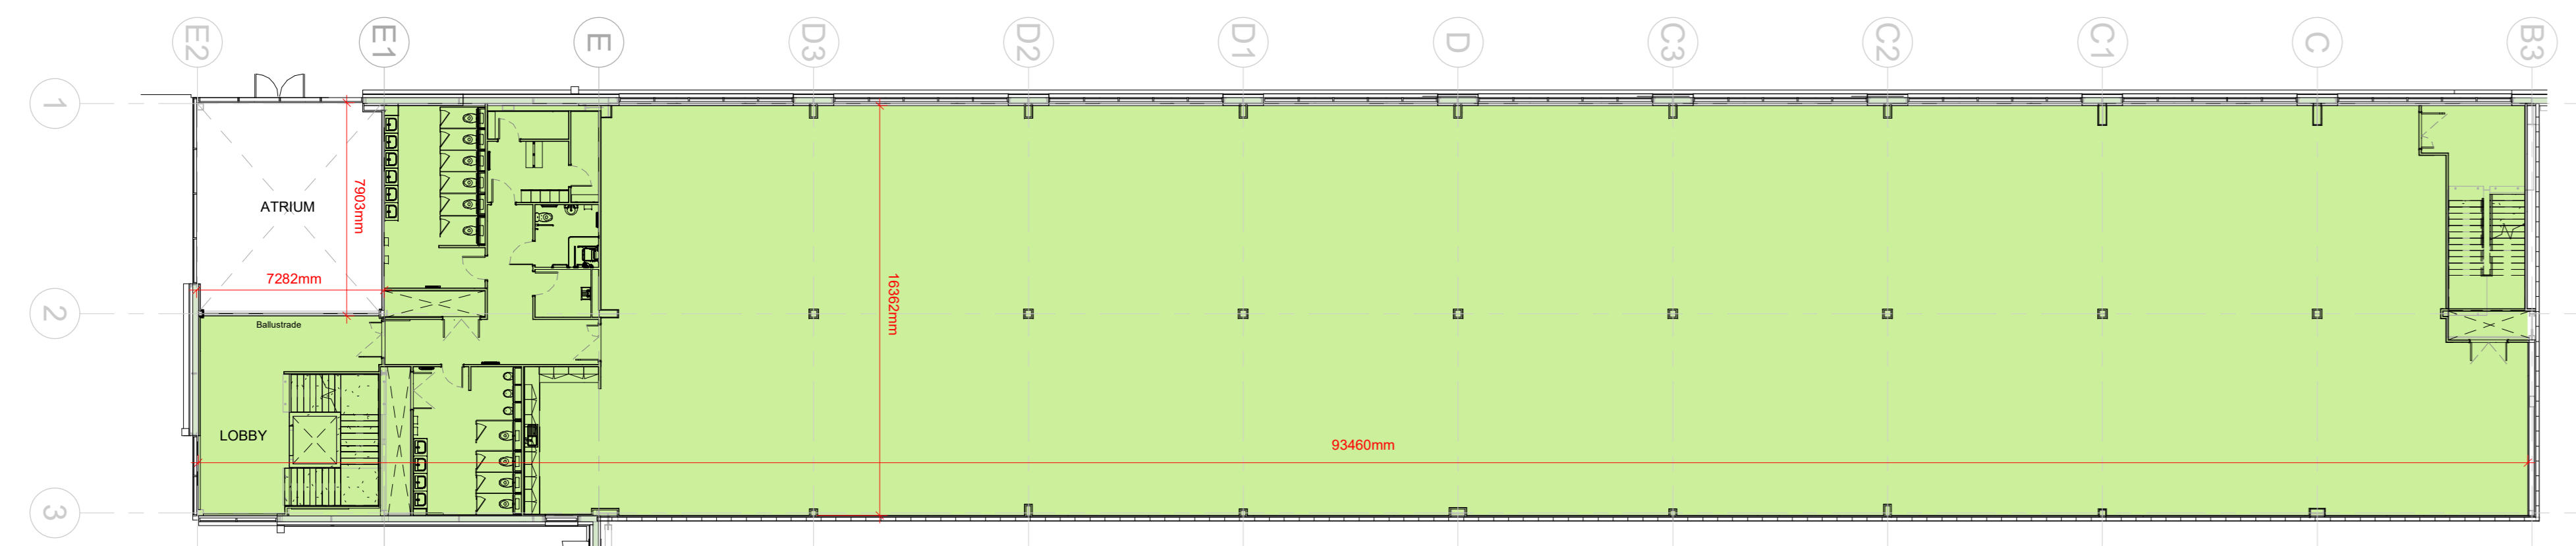 E2 E1 E D3 D2 D1 D C3 C2 C1 C B3
1
ATRIUM
7903mm
7282mm
16362mm
2
Ballustrade
LOBBY
93460mm
3